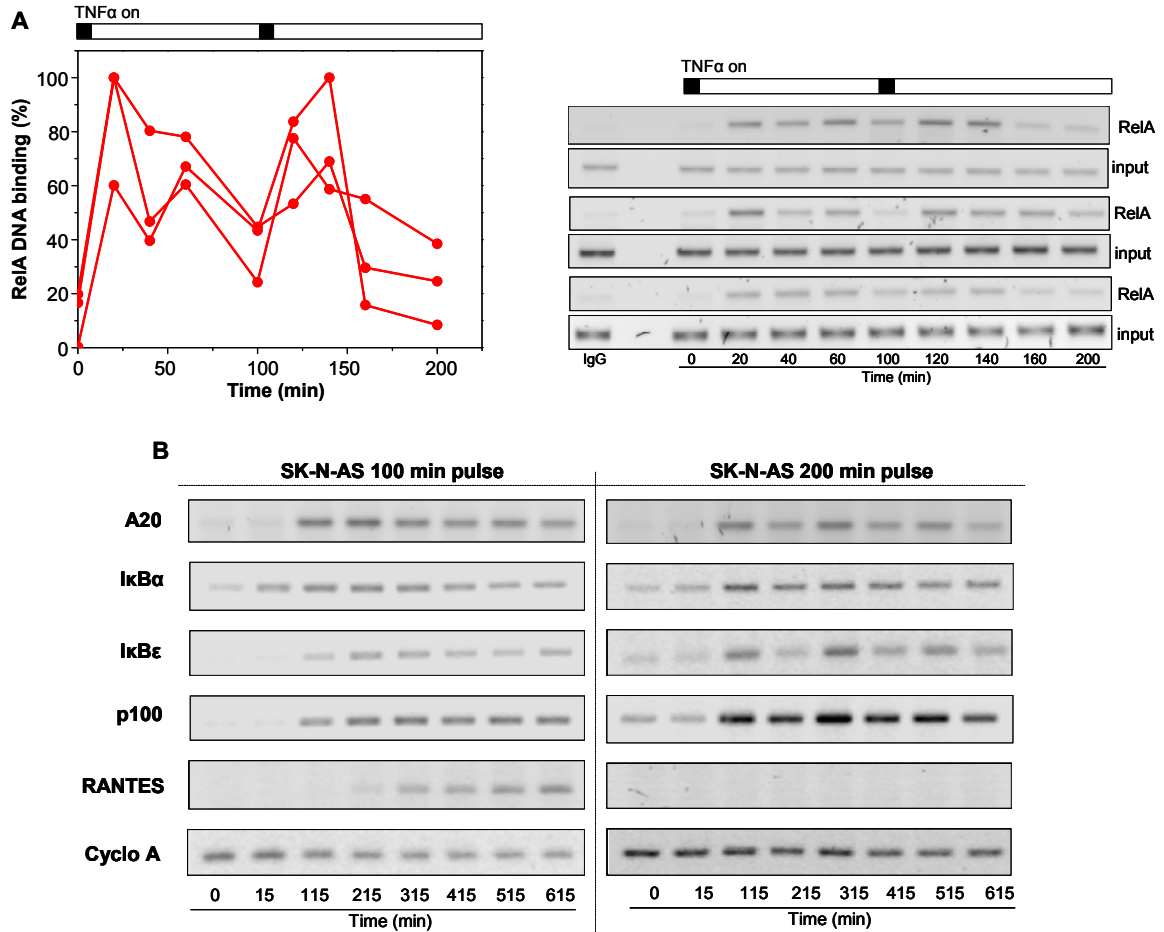 A
TNFα on
RelA DNA binding (%)
100
80
60
40
20
0
0 50 100 150 200
Time (min)
TNFα on
RelA
input
RelA
input
RelA
input
IgG 0 20 40 60 100 120 140 160 200
Time (min)
B
SK-N-AS 100 min pulse SK-N-AS 200 min pulse
A20
IκBα
IκBε
p100
RANTES
Cyclo A
0 15 115 215 315 415 515 615 0 15 115 215 315 415 515 615
Time (min) Time (min)